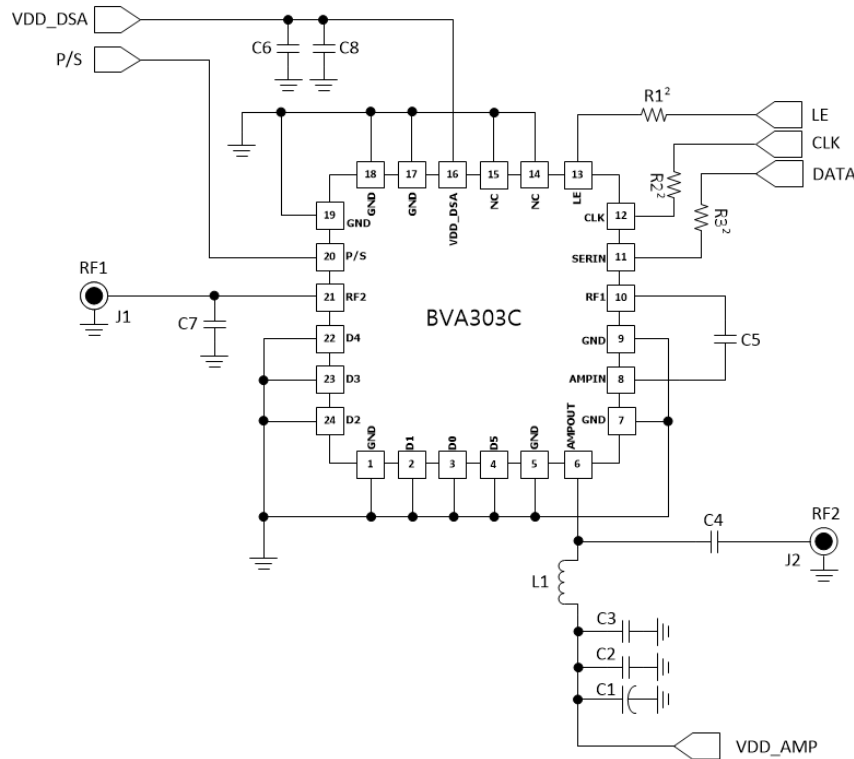 VDD_DSA
P/S
C6
C8
R1²
LE
CLK
DATA
R2²
R3²
18
17
16
15
14
13
GND
GND
VDD_DSA
NC
NC
LE
19
GND
CLK
12
20
P/S
SERIN
11
RF1
J1
C7
21
RF2
RF1
10
BVA303C
22
D4
GND
9
C5
23
D3
AMPIN
8
24
D2
GND
7
GND
D1
D0
D5
GND
AMPOUT
1
2
3
4
5
6
C4
RF2
J2
L1
C3
C2
C1
VDD_AMP